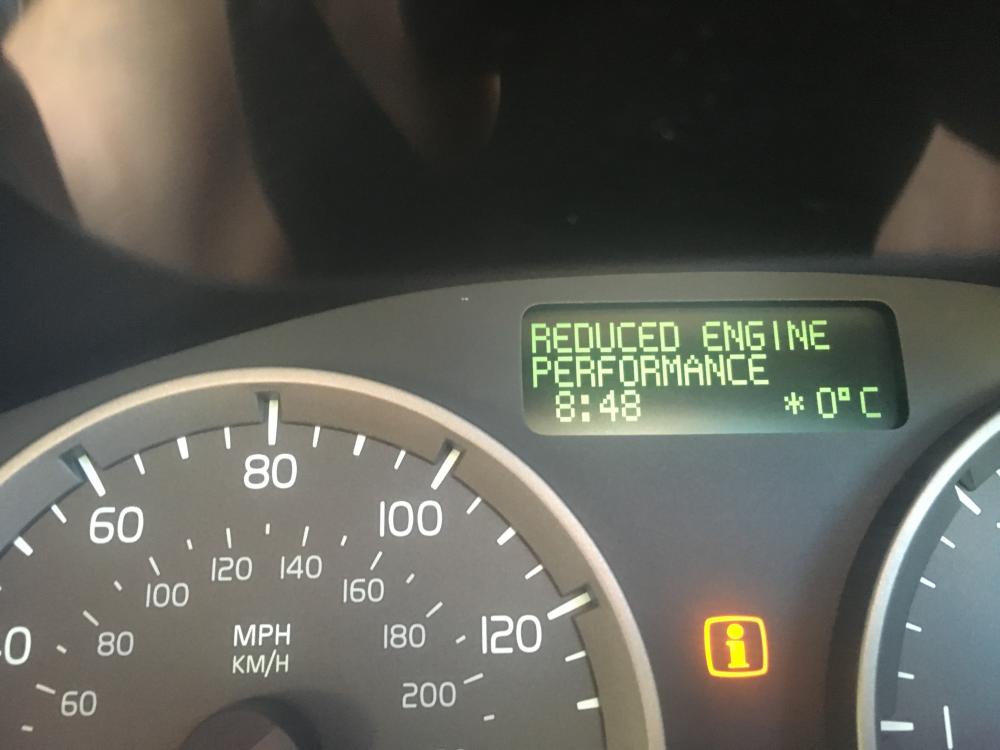 REDUCED ENGINE
PERFORMANCE
8:48 *0°C
60
80
100
120
100
120
140
160
80
180
60
200
MPH
KM/H
i